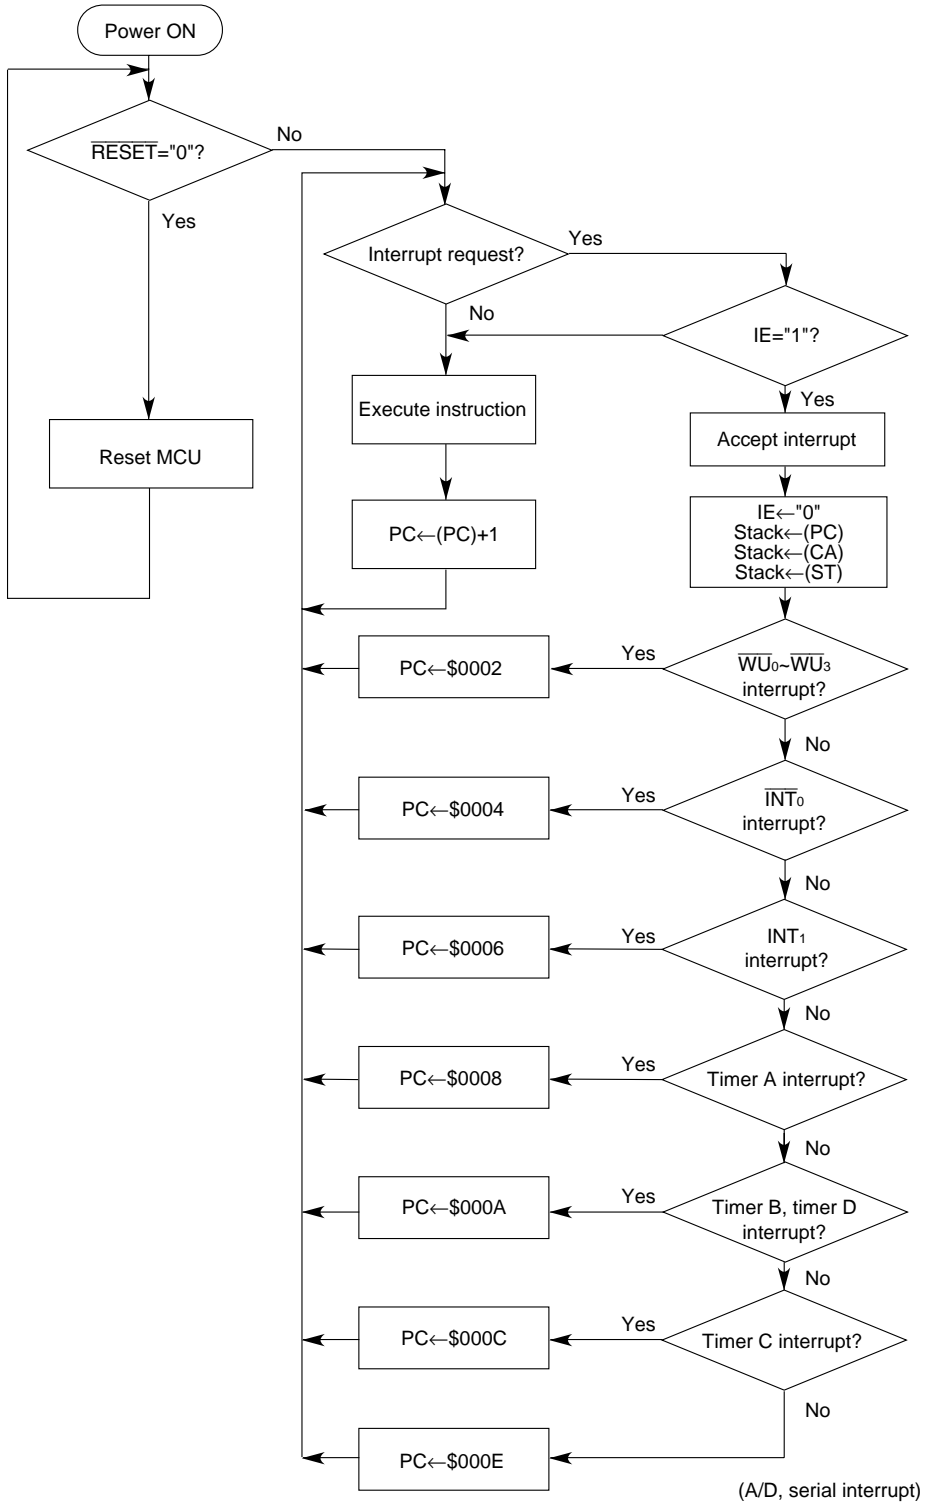 Power ON
RESET="0"?
No
Yes
Interrupt request?
Yes
No
IE="1"?
Yes
Execute instruction
Accept interrupt
Reset MCU
PC←(PC)+1
IE←"0"
Stack←(PC)
Stack←(CA)
Stack←(ST)
PC←$0002
Yes
WU0~WU3
interrupt?
No
PC←$0004
Yes
INT0
interrupt?
No
PC←$0006
Yes
INT1
interrupt?
No
PC←$0008
Yes
Timer A interrupt?
No
PC←$000A
Yes
Timer B, timer D
interrupt?
No
PC←$000C
Yes
Timer C interrupt?
No
PC←$000E
(A/D, serial interrupt)